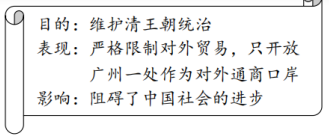 目的：维护清王朝统治
表现：严格限制对外贸易，只开放
广州一处作为对外通商口岸
影响：阻碍了中国社会的进步